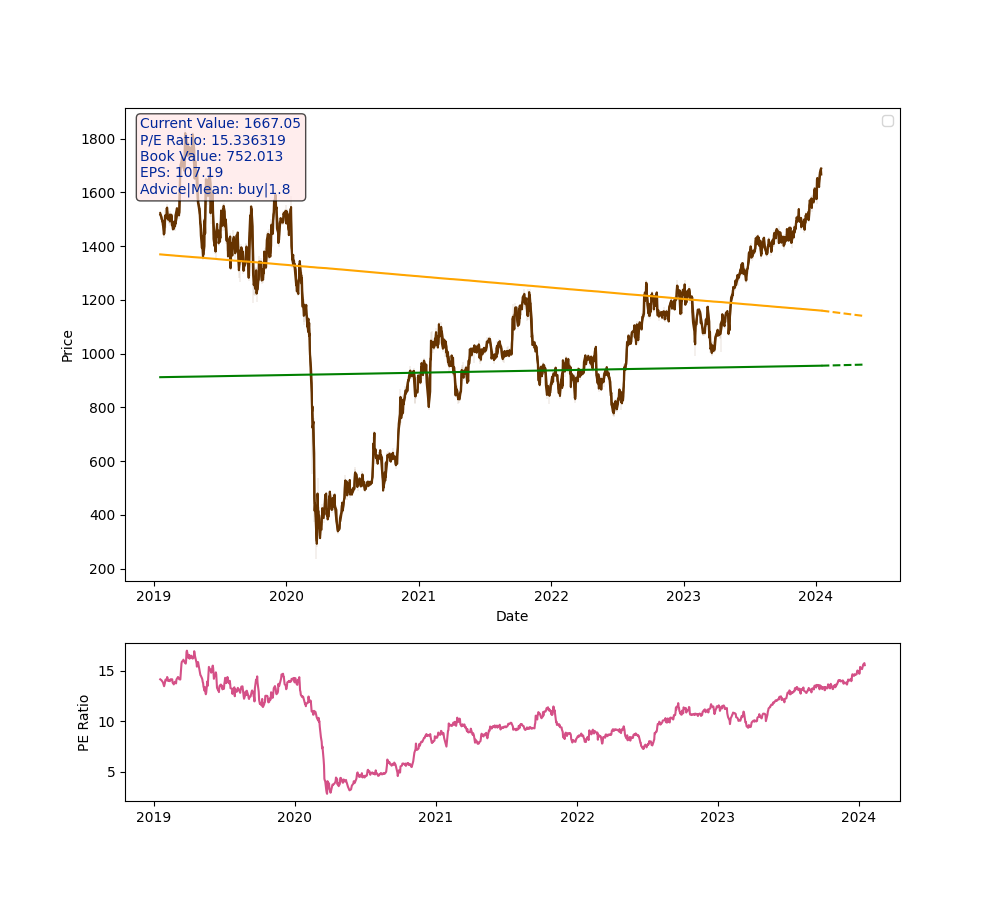 Current Value: 1667.05
P/E Ratio: 15.336319
Book Value: 752.013
EPS: 107.19
Advice|Mean: buy|1.8
Price
1800
1600
1400
1200
1000
800
600
400
200
2019 2020 2021 2022 2023 2024
Date
PE Ratio
15
10
5
2019 2020 2021 2022 2023 2024